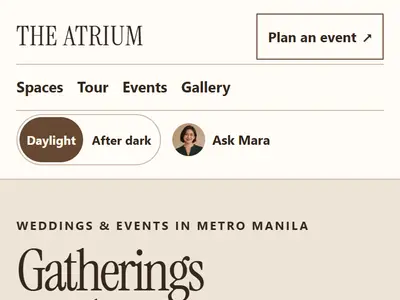 THE ATRIUM
Plan an event ↗
Spaces Tour Events Gallery
Daylight After dark Ask Mara
WEDDINGS & EVENTS IN METRO MANILA
Gatherings